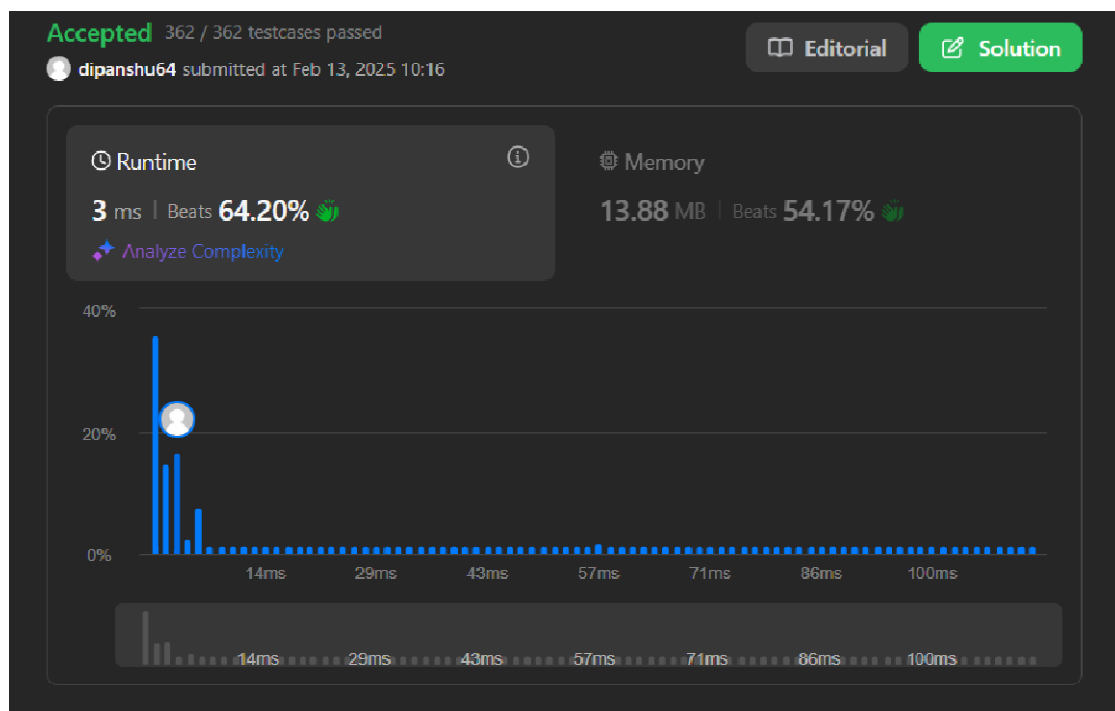 Accepted 362 / 362 testcases passed
Editorial
Solution
dipanshu64 submitted at Feb 13, 2025 10:16
Runtime
3 ms | Beats 64.20%
Analyze Complexity
Memory
13.88 MB | Beats 54.17%
40%
20%
0%
14ms 29ms 43ms 57ms 71ms 86ms 100ms
14ms 29ms 43ms 57ms 71ms 86ms 100ms